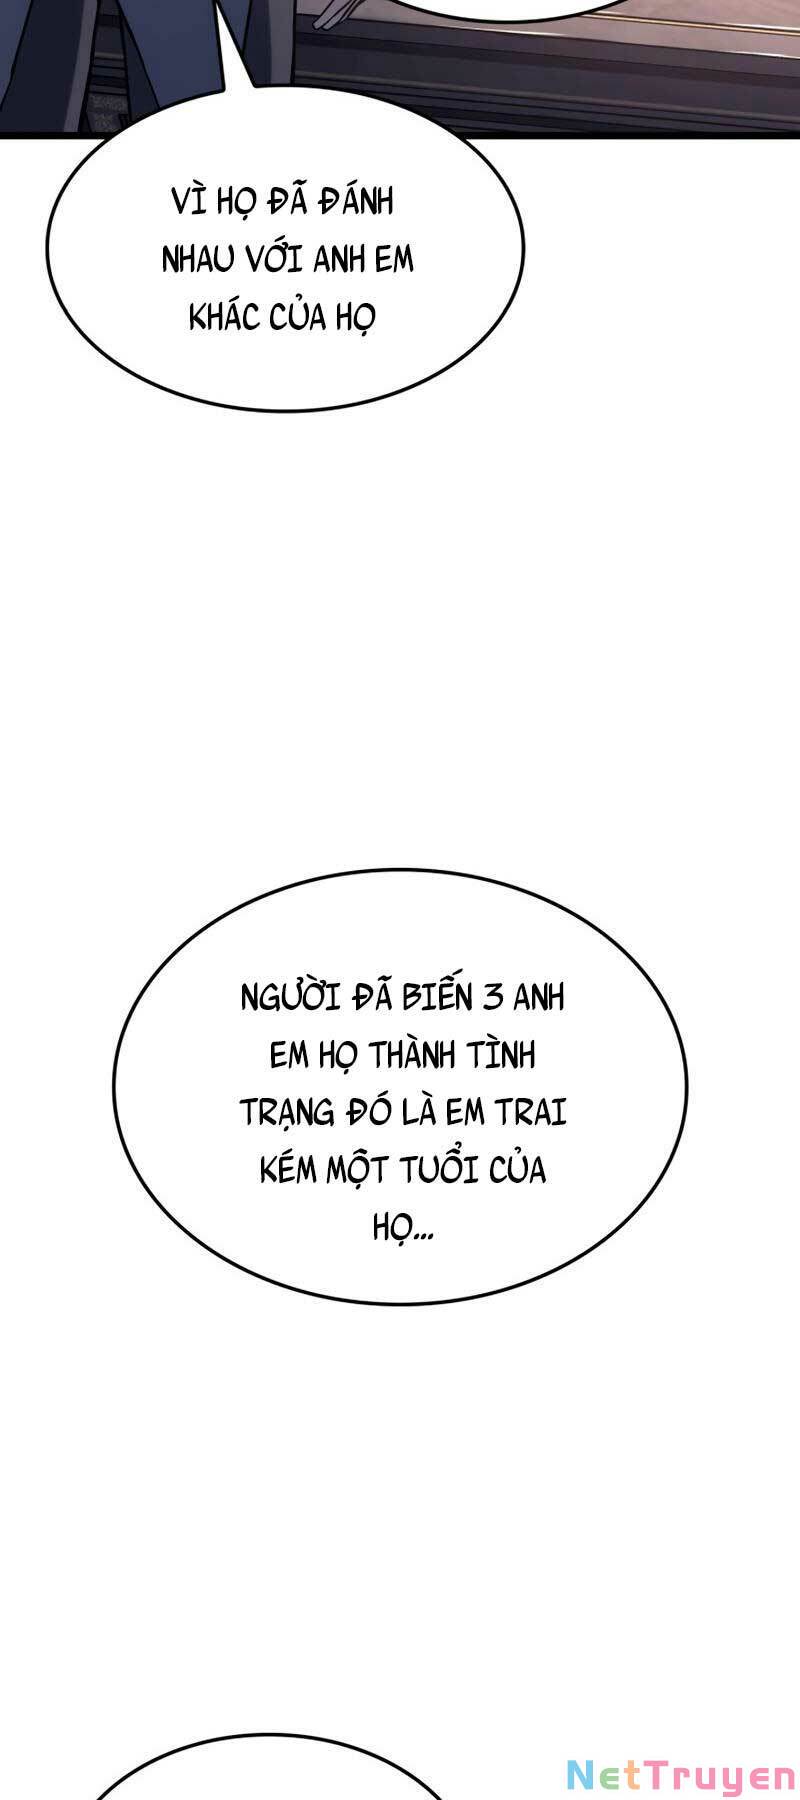 VÌ HỌ ĐÃ ĐÁNH
NHAU VỚI ANH EM
KHÁC CỦA HỌ
NGƯỜI ĐÃ BIẾN 3 ANH
EM HỌ THÀNH TÌNH
TRẠNG ĐÓ LÀ EM TRAI
KÉM MỘT TUỔI CỦA
HỌ...
NetTruyen